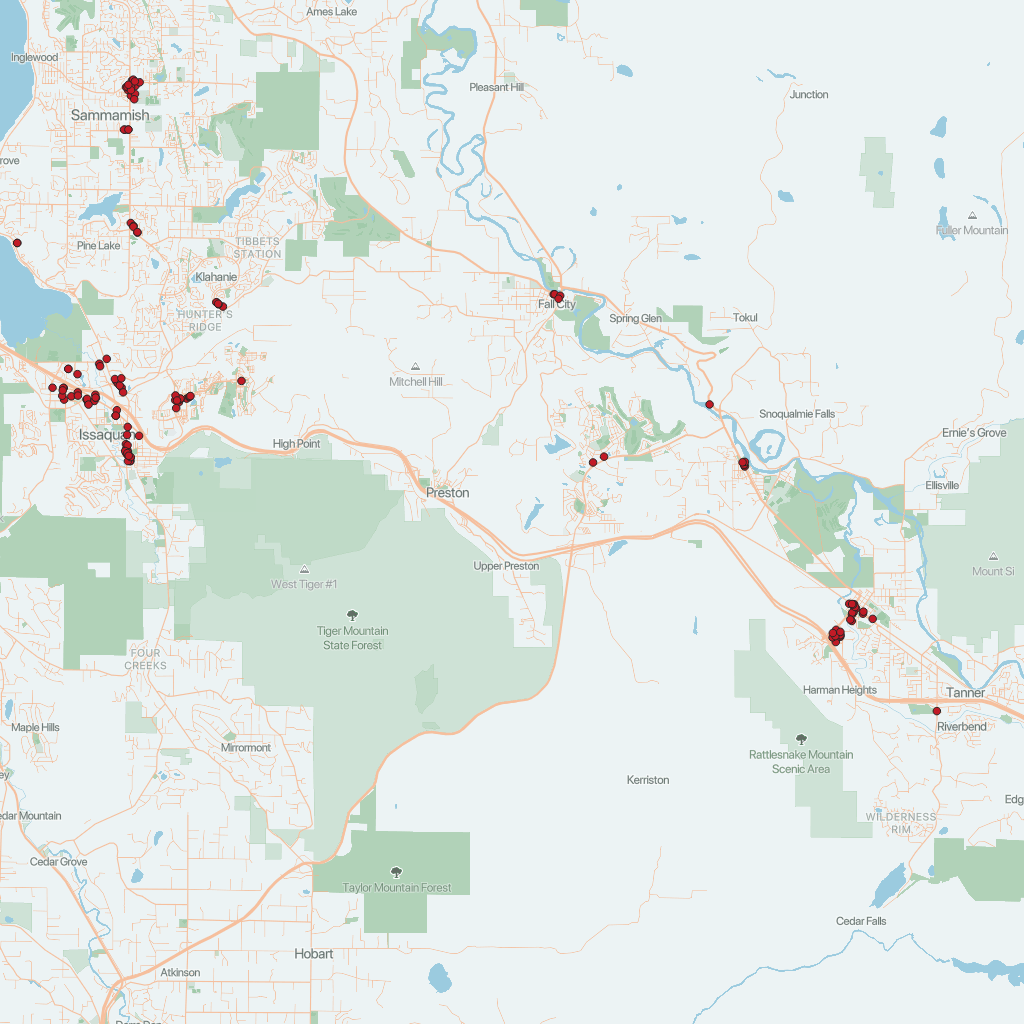 Ames Lake
Inglewood
Pleasant Hill
Junction
Sammamish
rove
Fuller Mountain
Pine Lake
TIBBETS
STATION
Klahanie
Fall City
HUNTER'S
RIDGE
Spring Glen
Tokul
Mitchell Hill
Snoqualmie Falls
Issaqua
High Point
Ernie's Grove
Preston
Ellisville
Upper Preston
West Tiger #1
Mount Si
Tiger Mountain
State Forest
FOUR
CREEKS
Harman Heights
Tanner
Maple Hills
Riverbend
Mirrormont
Rattlesnake Mountain
Scenic Area
ey
Kerriston
Edg
edar Mountain
WILDERNESS
RIM
Cedar Grove
Taylor Mountain Forest
Cedar Falls
Hobart
Atkinson